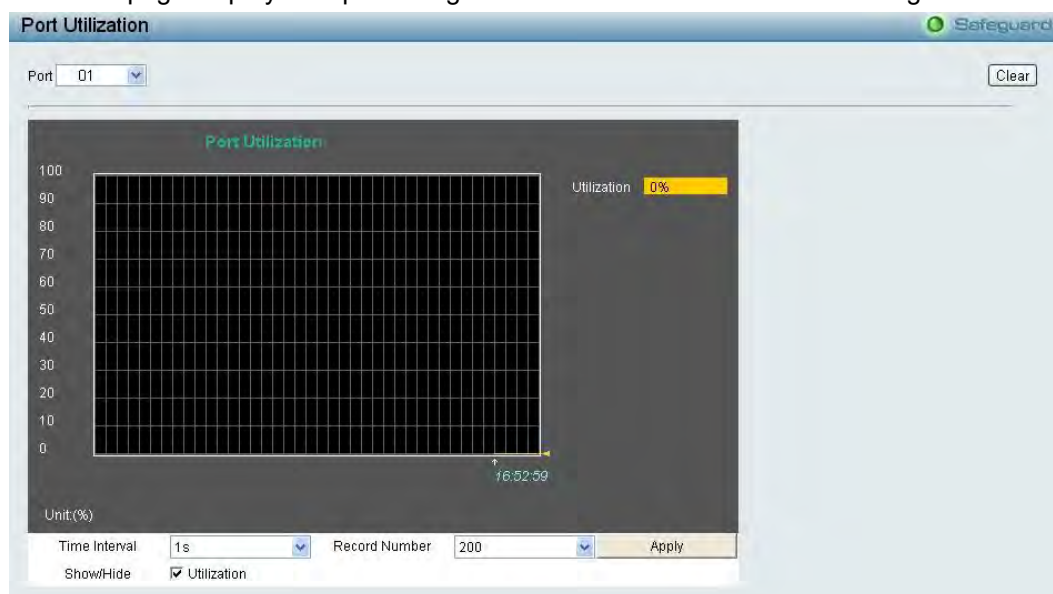 Port Utilization
Safeguard
Port 01
Clear
Port Utilization
100
90
80
70
60
50
40
30
20
10
0
Utilization 0%
16:52:59
Unit:(%)
Time Interval 1s Record Number 200 Apply
Show/Hide Utilization